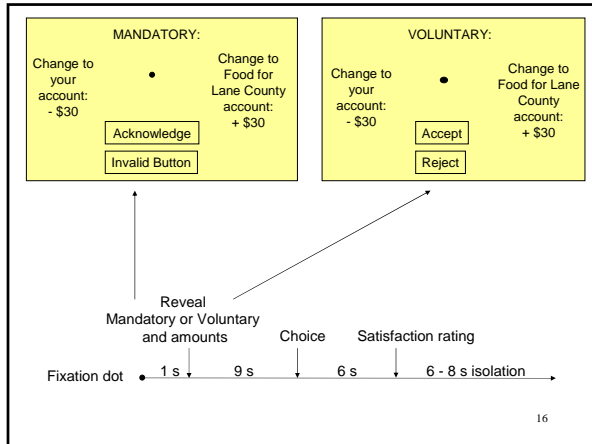 MANDATORY:
Change to
your
account:
- $30
Change to
Food for
Lane County
account:
+ $30
Acknowledge
Invalid Button
VOLUNTARY:
Change to
your
account:
- $30
Change to
Food for Lane
County
account:
+ $30
Accept
Reject
Reveal
Mandatory or Voluntary
and amounts
Choice
Satisfaction rating
Fixation dot
1 s
9 s
6 s
6 - 8 s isolation
16